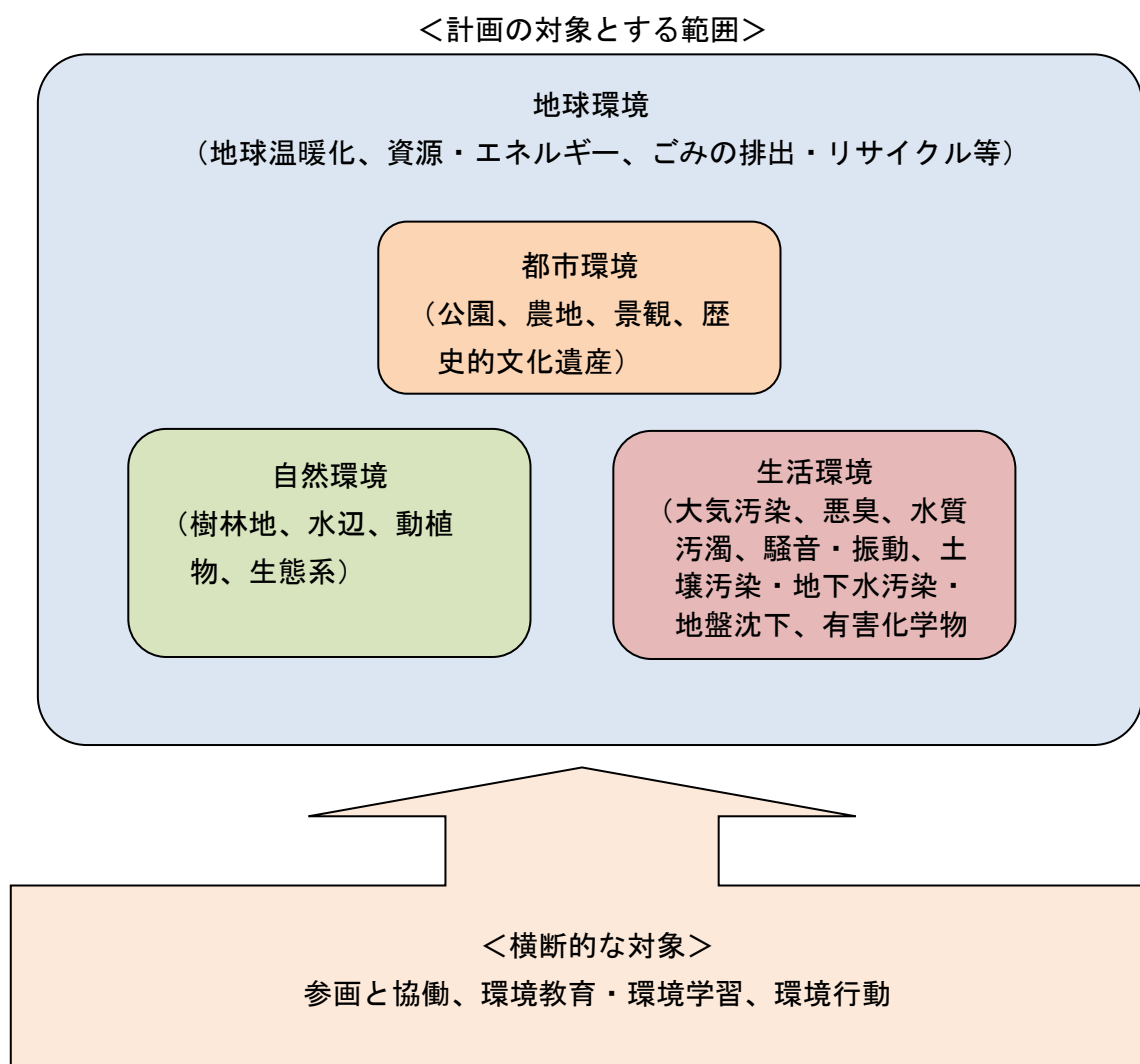 ＜計画の対象とする範囲＞
地球環境
（地球温暖化、資源・エネルギー、ごみの排出・リサイクル等）
都市環境
（公園、農地、景観、歴
史的文化遺産）
自然環境
（樹林地、水辺、動植
物、生態系）
生活環境
（大気汚染、悪臭、水質
汚濁、騒音・振動、土
壌汚染・地下水汚染・
地盤沈下、有害化学物
＜横断的な対象＞
参画と協働、環境教育・環境学習、環境行動